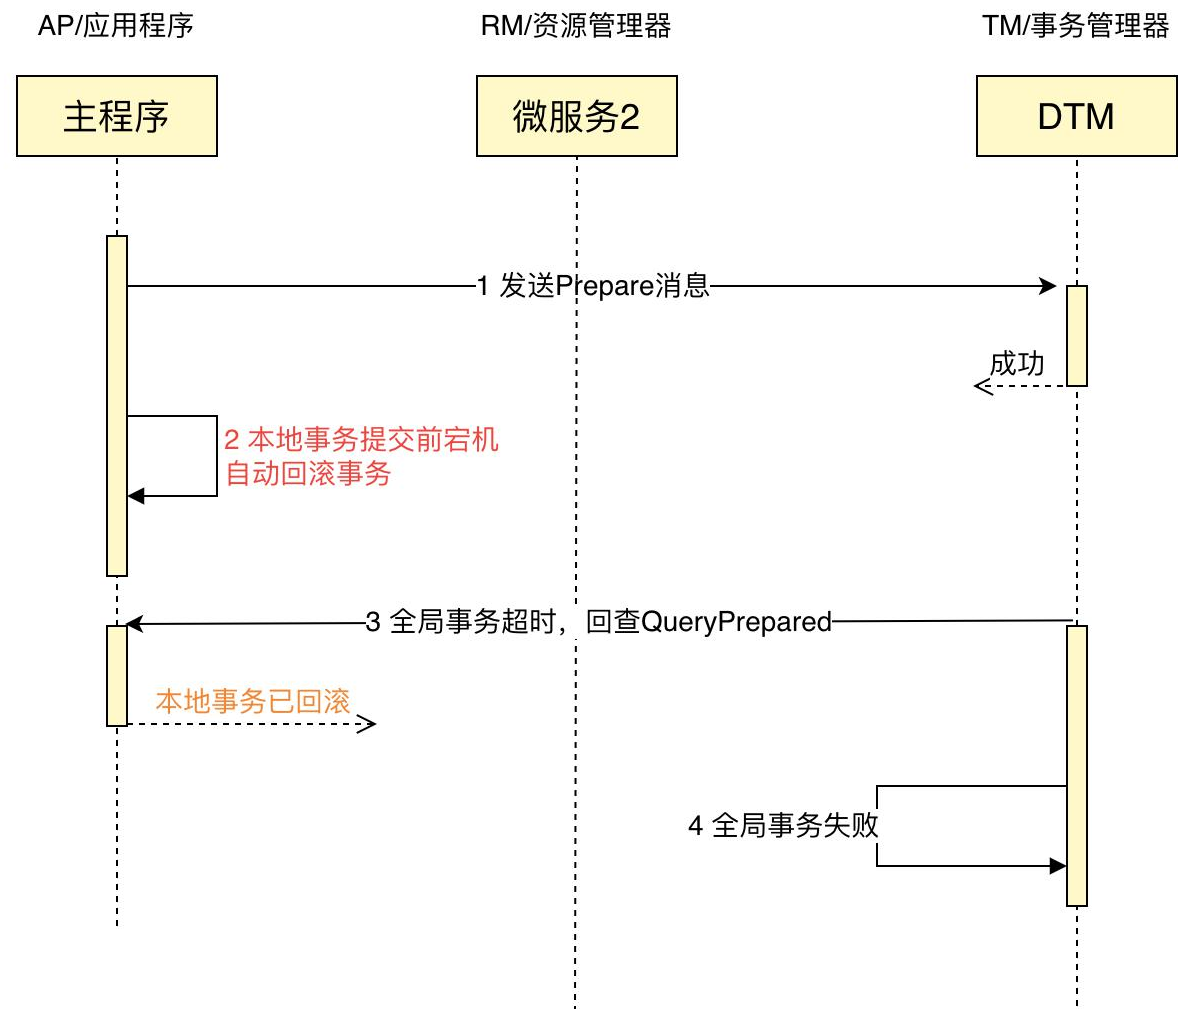 AP/应用程序
RM/资源管理器
TM/事务管理器
主程序
微服务2
DTM
1 发送Prepare消息
成功
2 本地事务提交前宕机
自动回滚事务
3 全局事务超时，回查QueryPrepared
本地事务已回滚
4 全局事务失败